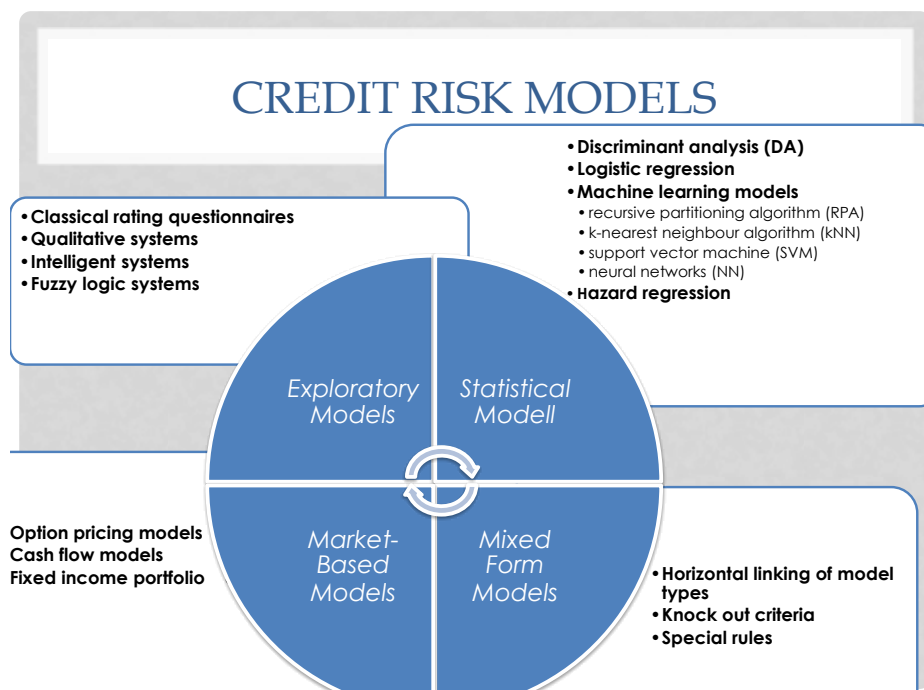 CREDIT RISK MODELS
•Discriminant analysis (DA)
•Logistic regression
•Machine learning models
•recursive partitioning algorithm (RPA)
•k-nearest neighbour algorithm (kNN)
•support vector machine (SVM)
•neural networks (NN)
•Hazard regression
•Classical rating questionnaires
•Qualitative systems
•Intelligent systems
•Fuzzy logic systems
Exploratory
Models
Statistical
Modell
Option pricing models
Cash flow models
Fixed income portfolio
Market-
Based
Models
Mixed
Form
Models
•Horizontal linking of model
types
•Knock out criteria
•Special rules